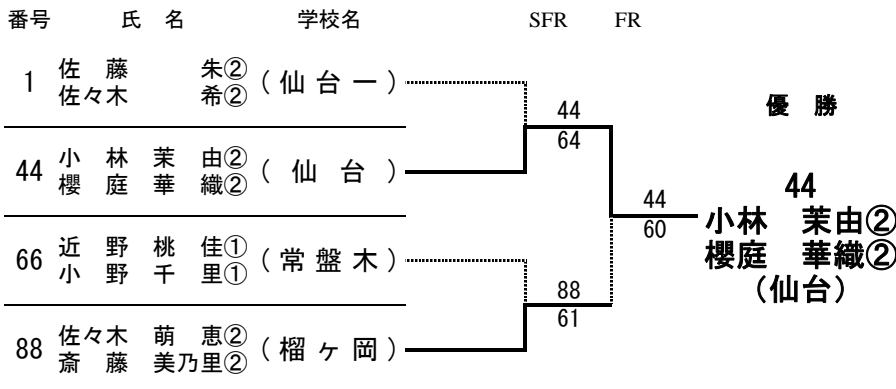 番号 氏 名 学校名 SFR FR
1 佐 藤 朱② (仙台一)
佐々木 希②
44
64
優 勝
44 小 林 茉 由② (仙 台)
櫻 庭 華 織②
44
60
44
小林 茉由②
櫻庭 華織②
(仙台)
66 近 野 桃 佳① (常盤木)
小 野 千 里①
88
61
88 佐々木 萌 恵② (榴ヶ岡)
斎 藤 美乃里②